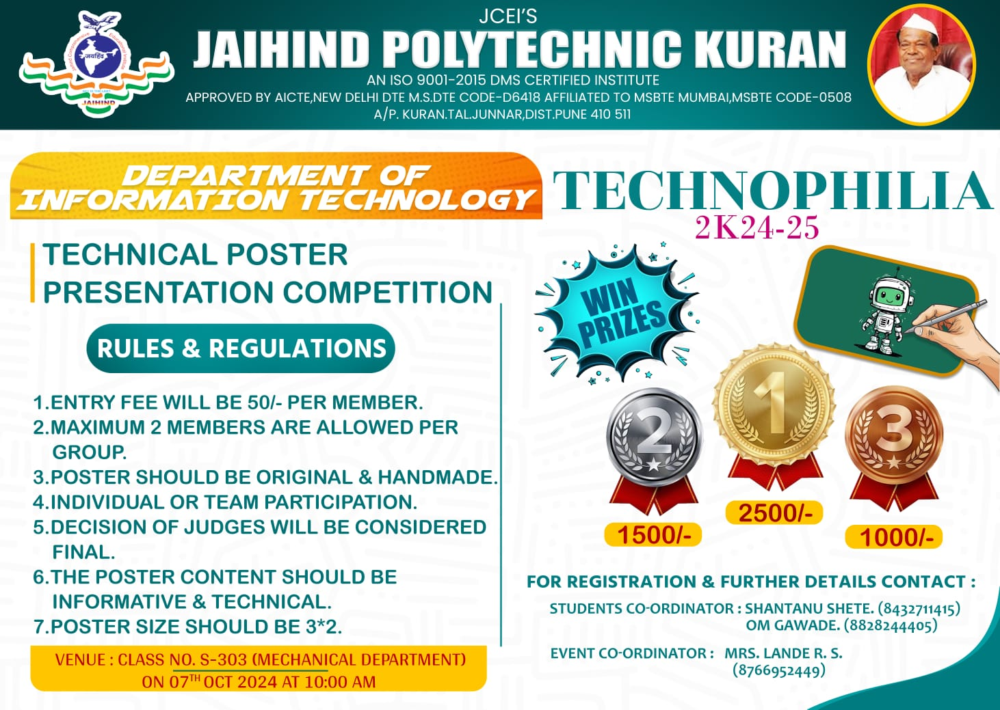 JCEI'S
JAIHIND POLYTECHNIC KURAN
AN ISO 9001-2015 DMS CERTIFIED INSTITUTE
APPROVED BY AICTE,NEW DELHI DTE M.S.DTE CODE-D6418 AFFILIATED TO MSBTE MUMBAI,MSBTE CODE-0508
A/P. KURAN.TAL.JUNNAR,DIST.PUNE 410 511
Jaihind Comprehensive Educational Institute
जयहिंद
JAIHIND
DEPARTMENT OF
INFORMATION TECHNOLOGY
TECHNICAL POSTER
PRESENTATION COMPETITION
RULES & REGULATIONS
1.ENTRY FEE WILL BE 50/- PER MEMBER.
2.MAXIMUM 2 MEMBERS ARE ALLOWED PER
GROUP.
3.POSTER SHOULD BE ORIGINAL & HANDMADE.
4.INDIVIDUAL OR TEAM PARTICIPATION.
5.DECISION OF JUDGES WILL BE CONSIDERED
FINAL.
6.THE POSTER CONTENT SHOULD BE
INFORMATIVE & TECHNICAL.
7.POSTER SIZE SHOULD BE 3*2.
VENUE : CLASS NO. S-303 (MECHANICAL DEPARTMENT)
ON 07TH OCT 2024 AT 10:00 AM
TECHNOPHILIA
2K24-25
WIN
PRIZES
2
1
3
1500/-
2500/-
1000/-
FOR REGISTRATION & FURTHER DETAILS CONTACT :
STUDENTS CO-ORDINATOR : SHANTANU SHETE. (8432711415)
OM GAWADE. (8828244405)
EVENT CO-ORDINATOR : MRS. LANDE R. S.
(8766952449)